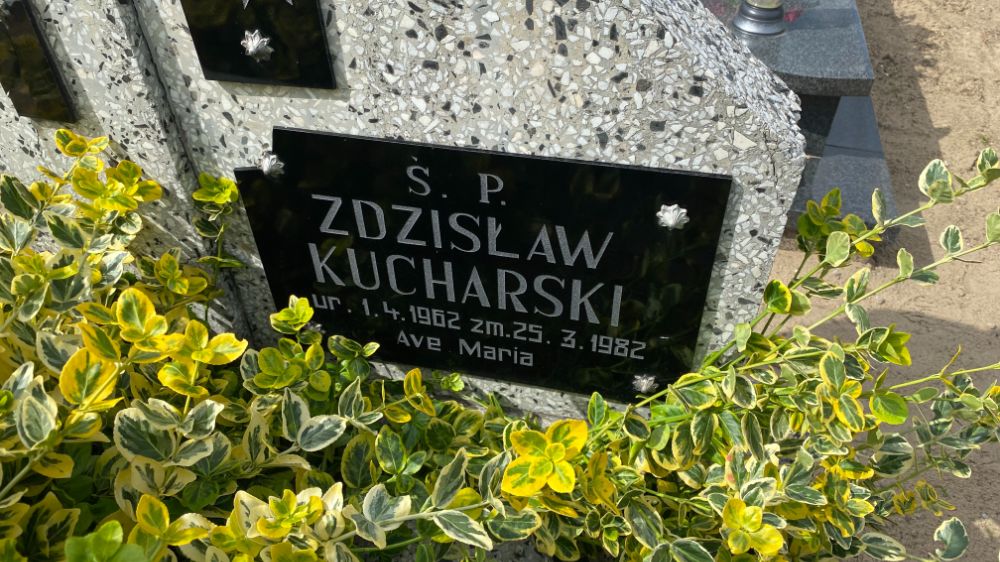 Ś. P.
ZDZISŁAW
KUCHARSKI
ur. 1.4.1962 zm.25.3.1982
Ave Maria